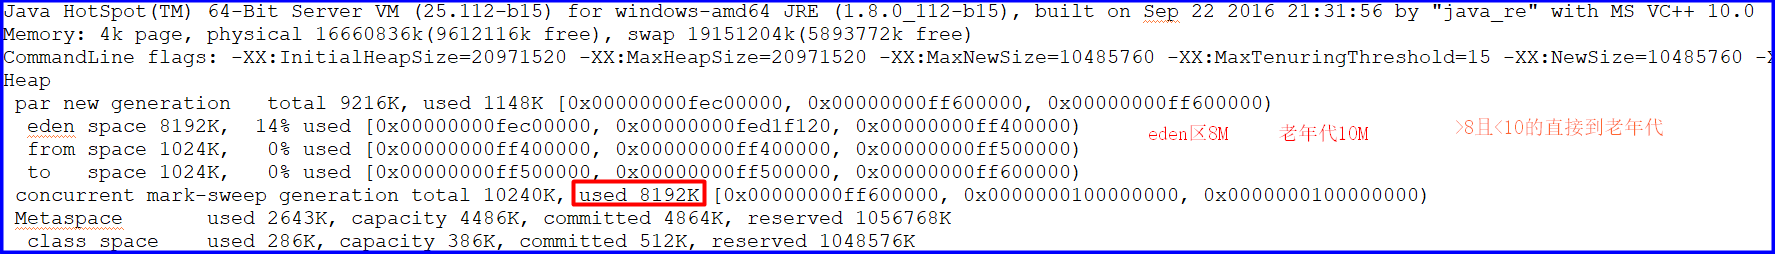 Java HotSpot(TM) 64-Bit Server VM (25.112-b15) for windows-amd64 JRE (1.8.0_112-b15), built on Sep 22 2016 21:31:56 by "java_re" with MS VC++ 10.0
Memory: 4k page, physical 16660836k(9612116k free), swap 19151204k(5893772k free)
CommandLine flags: -XX:InitialHeapSize=20971520 -XX:MaxHeapSize=20971520 -XX:MaxNewSize=10485760 -XX:MaxTenuringThreshold=15 -XX:NewSize=10485760 -X
Heap
par new generation   total 9216K, used 1148K [0x00000000fec00000, 0x00000000ff600000, 0x00000000ff600000)
eden space 8192K,  14% used [0x00000000fec00000, 0x00000000fed1f120, 0x00000000ff400000) eden区8M 老年代10M >8且<10的直接到老年代
from space 1024K,   0% used [0x00000000ff400000, 0x00000000ff400000, 0x00000000ff500000)
to   space 1024K,   0% used [0x00000000ff500000, 0x00000000ff500000, 0x00000000ff600000)
concurrent mark-sweep generation total 10240K, used 8192K [0x00000000ff600000, 0x0000000100000000, 0x0000000100000000)
Metaspace       used 2643K, capacity 4486K, committed 4864K, reserved 1056768K
class space    used 286K, capacity 386K, committed 512K, reserved 1048576K